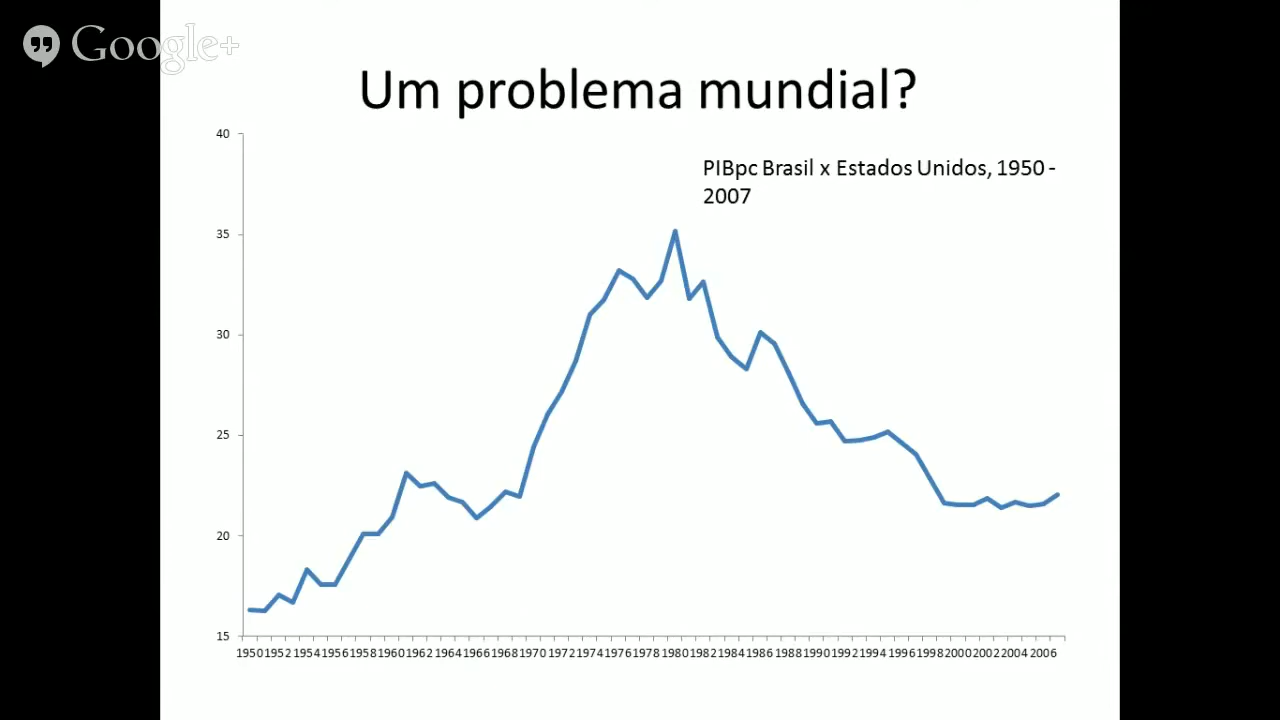 Google+
Um problema mundial?
PIBpc Brasil x Estados Unidos, 1950 -
2007
40
35
30
25
20
15
1950 1952 1954 1956 1958 1960 1962 1964 1966 1968 1970 1972 1974 1976 1978 1980 1982 1984 1986 1988 1990 1992 1994 1996 1998 2000 2002 2004 2006